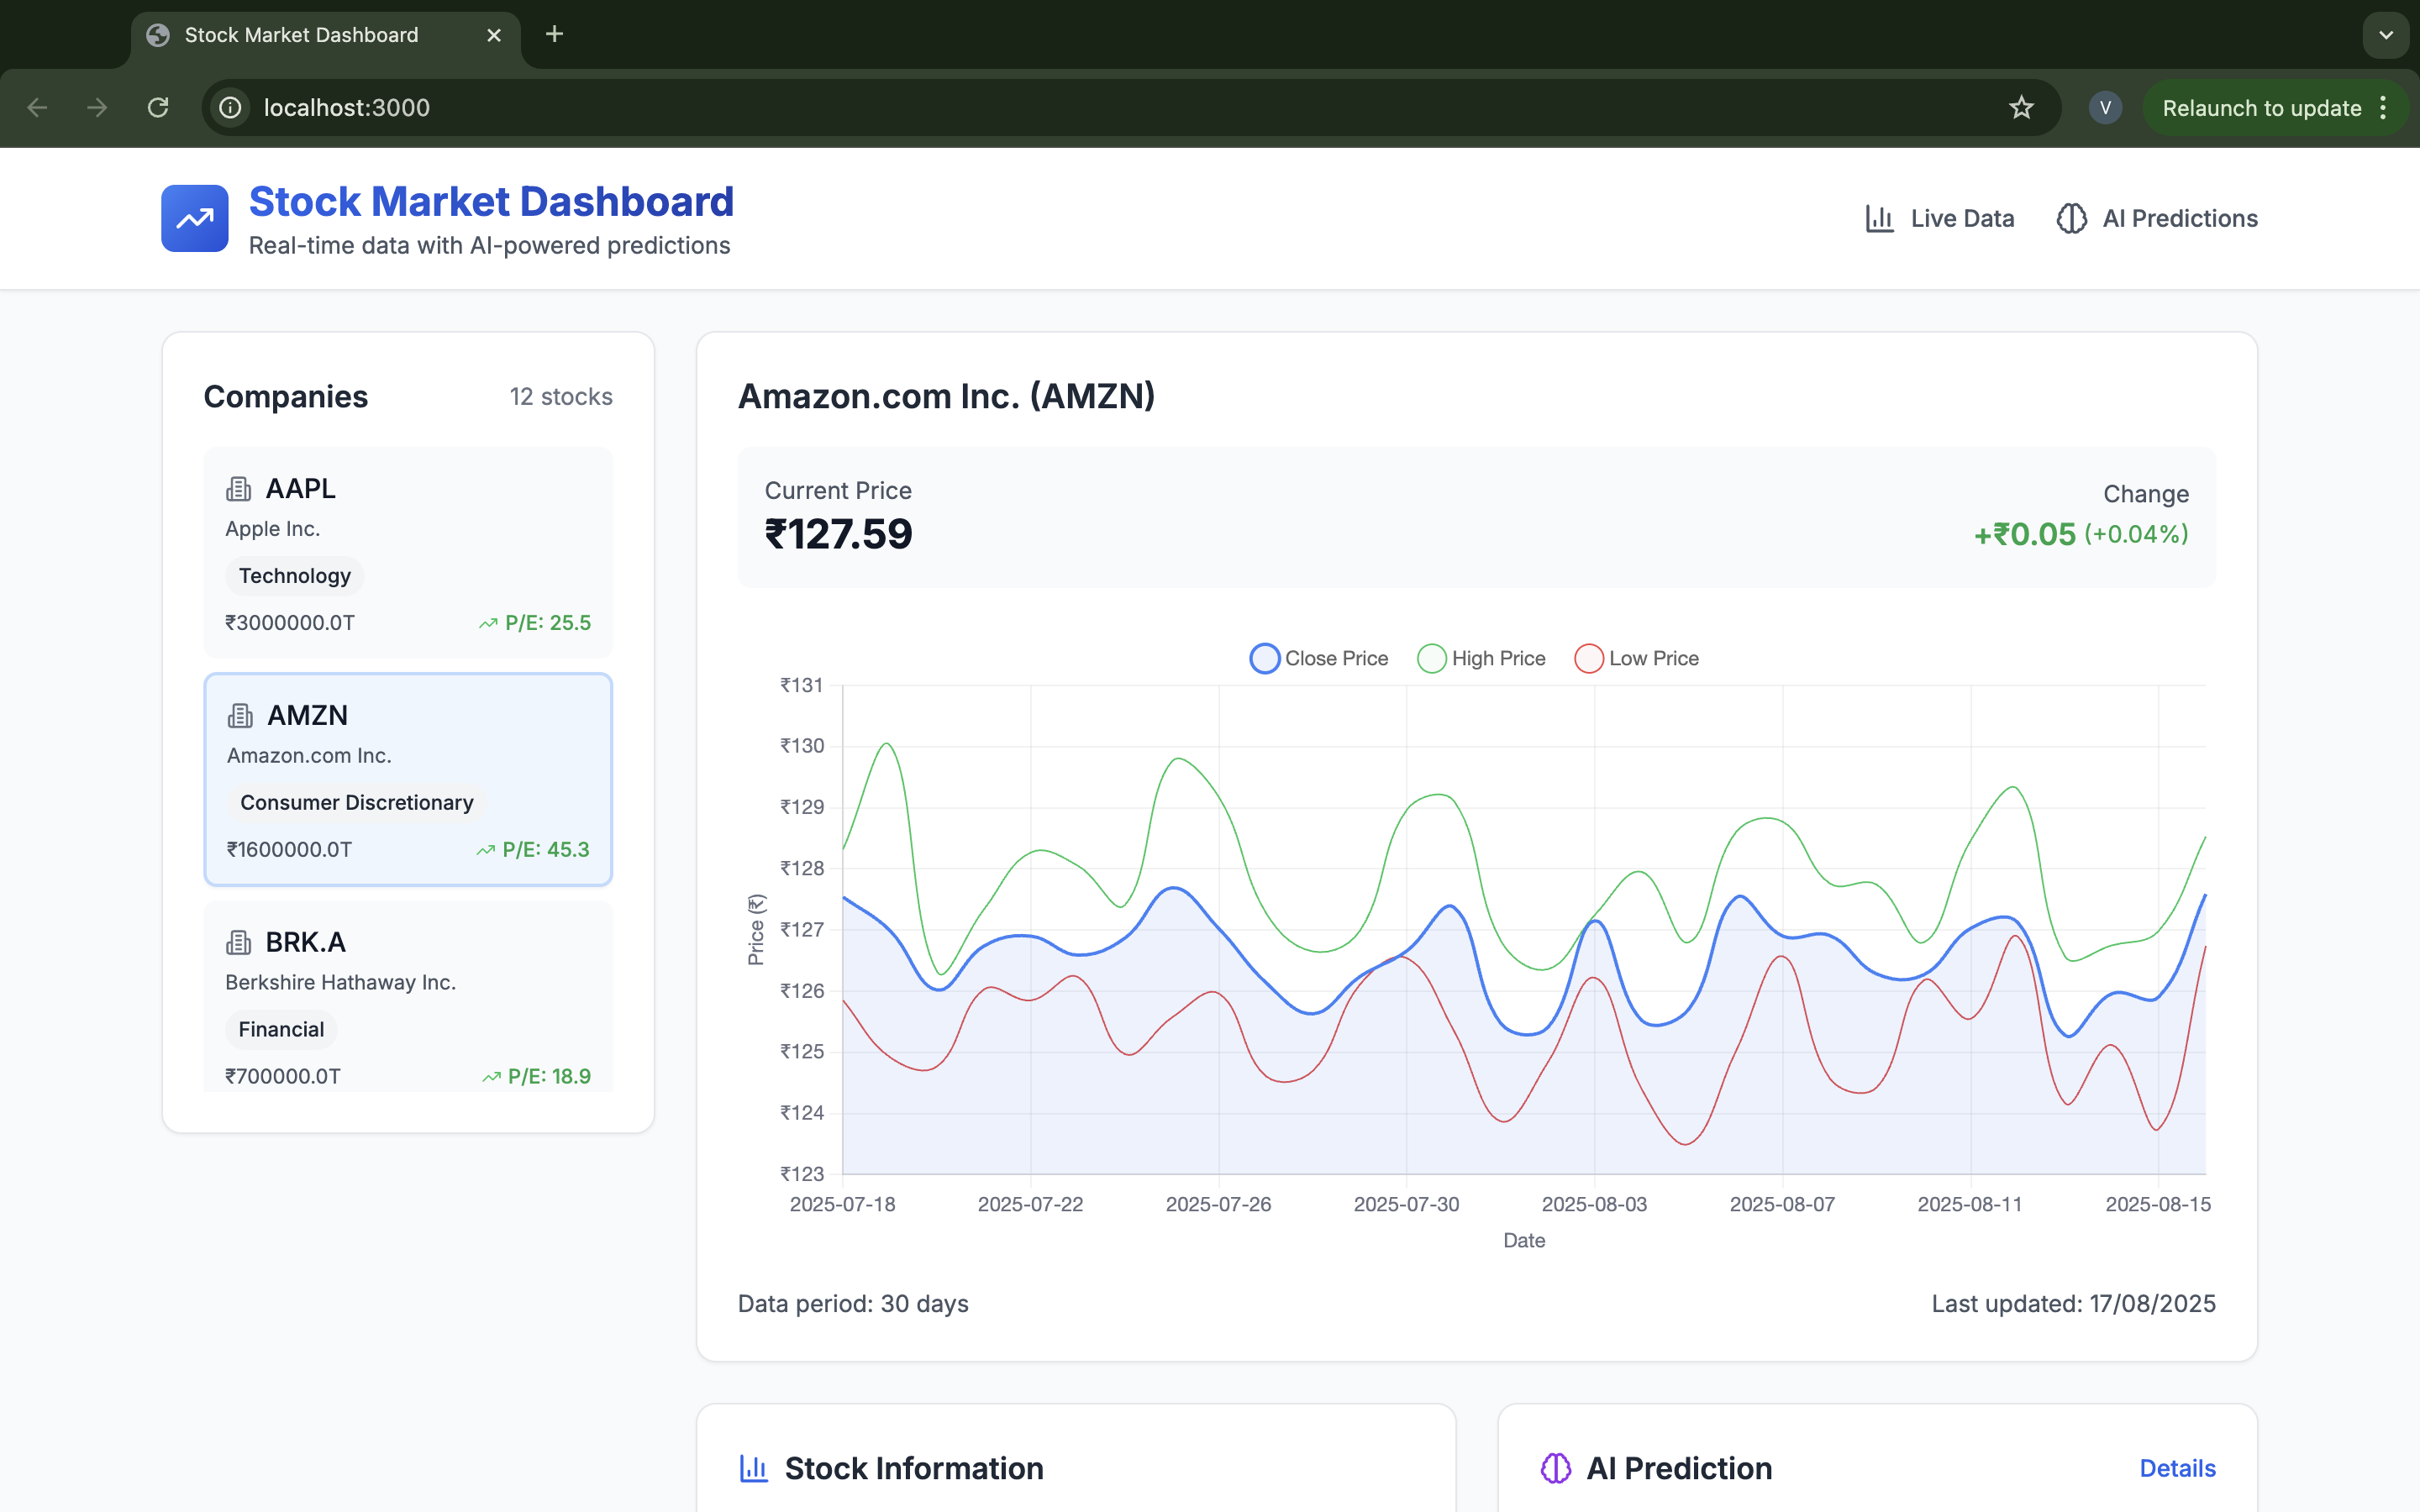 Stock Market Dashboard
localhost:3000
V
Relaunch to update
Stock Market Dashboard
Real-time data with AI-powered predictions
Live Data
AI Predictions
Companies
12 stocks
AAPL
Apple Inc.
Technology
₹3000000.0T
P/E: 25.5
AMZN
Amazon.com Inc.
Consumer Discretionary
₹1600000.0T
P/E: 45.3
BRK.A
Berkshire Hathaway Inc.
Financial
₹700000.0T
P/E: 18.9
Amazon.com Inc. (AMZN)
Current Price
₹127.59
Change
+₹0.05 (+0.04%)
Close Price
High Price
Low Price
₹131
₹130
₹129
₹128
₹127
₹126
₹125
₹124
₹123
Price (₹)
2025-07-18
2025-07-22
2025-07-26
2025-07-30
2025-08-03
2025-08-07
2025-08-11
2025-08-15
Date
Data period: 30 days
Last updated: 17/08/2025
Stock Information
AI Prediction
Details